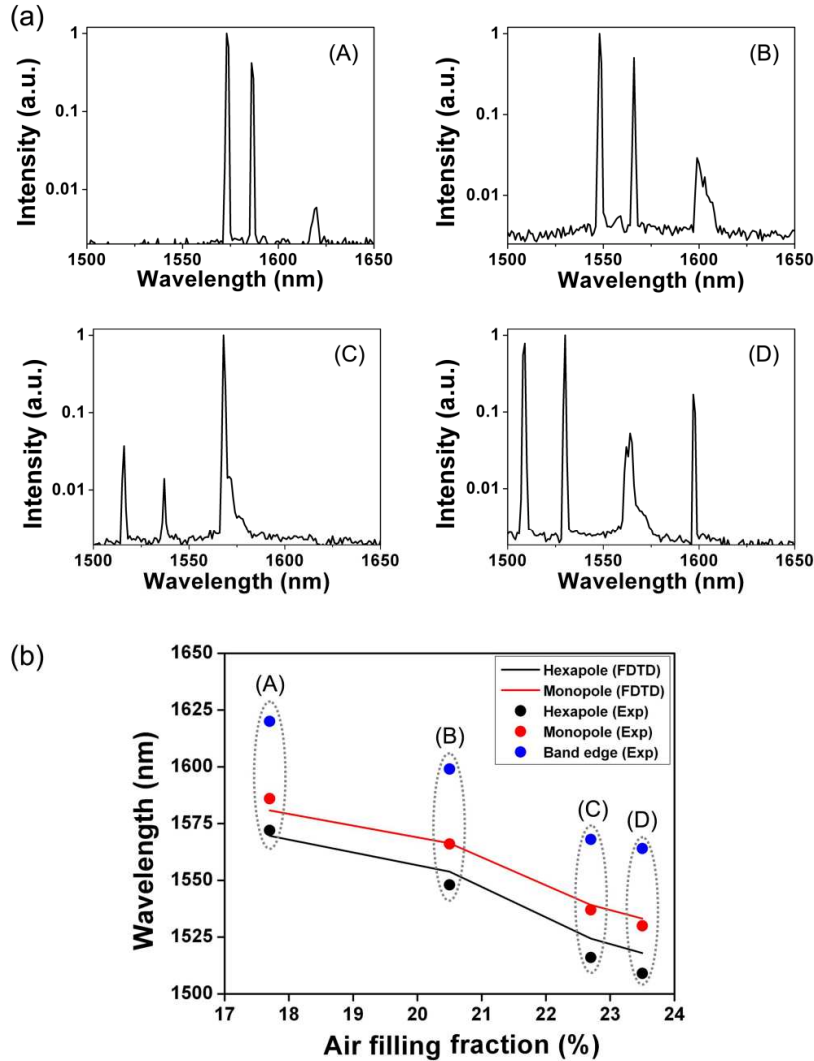 (a)
(A)
1
0.1
0.01
Intensity (a.u.)
1500 1550 1600 1650
Wavelength (nm)
(B)
1
0.1
0.01
Intensity (a.u.)
1500 1550 1600 1650
Wavelength (nm)
(C)
1
0.1
0.01
Intensity (a.u.)
1500 1550 1600 1650
Wavelength (nm)
(D)
1
0.1
0.01
Intensity (a.u.)
1500 1550 1600 1650
Wavelength (nm)
(b)
1650
1625
1600
1575
1550
1525
1500
Wavelength (nm)
(A)
(B)
(C)
(D)
Hexapole (FDTD)
Monopole (FDTD)
Hexapole (Exp)
Monopole (Exp)
Band edge (Exp)
17 18 19 20 21 22 23 24
Air filling fraction (%)